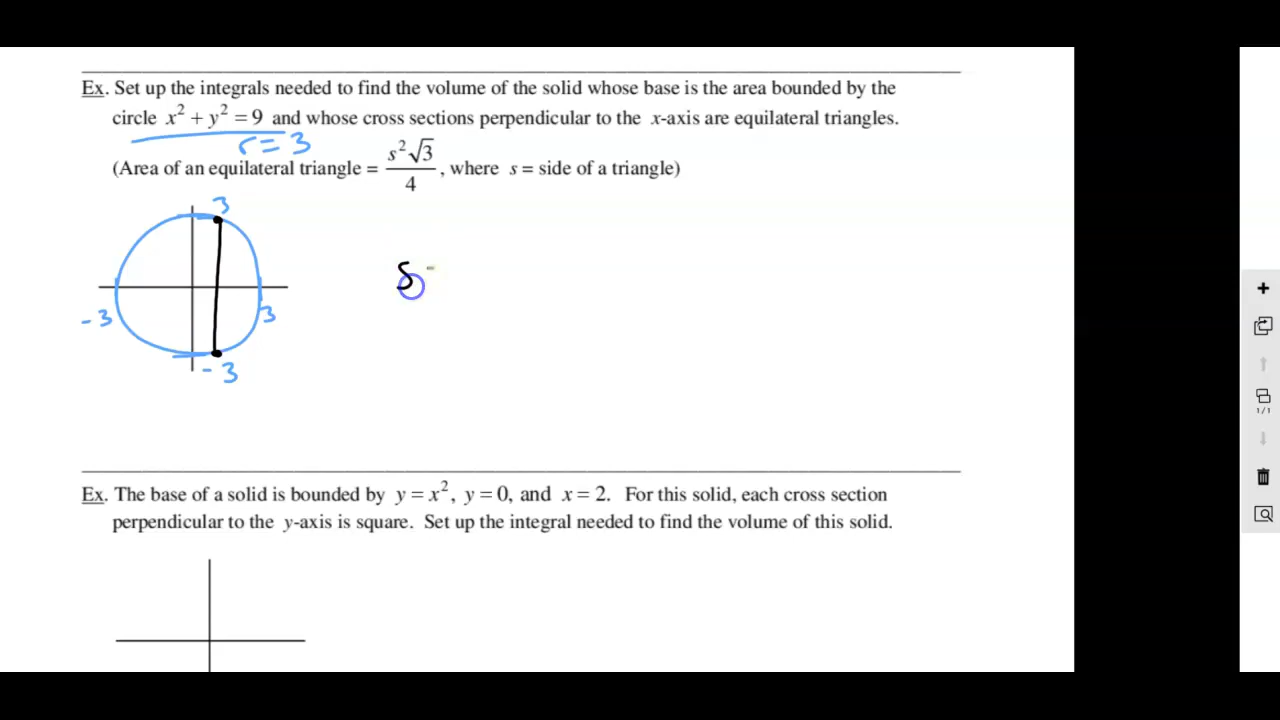 Ex. Set up the integrals needed to find the volume of the solid whose base is the area bounded by the
circle x² + y² = 9 and whose cross sections perpendicular to the x-axis are equilateral triangles.
r = 3
(Area of an equilateral triangle = s²√3/4, where s = side of a triangle)
3
-3
3
-3
s
Ex. The base of a solid is bounded by y = x², y = 0, and x = 2. For this solid, each cross section
perpendicular to the y-axis is square. Set up the integral needed to find the volume of this solid.
1/1